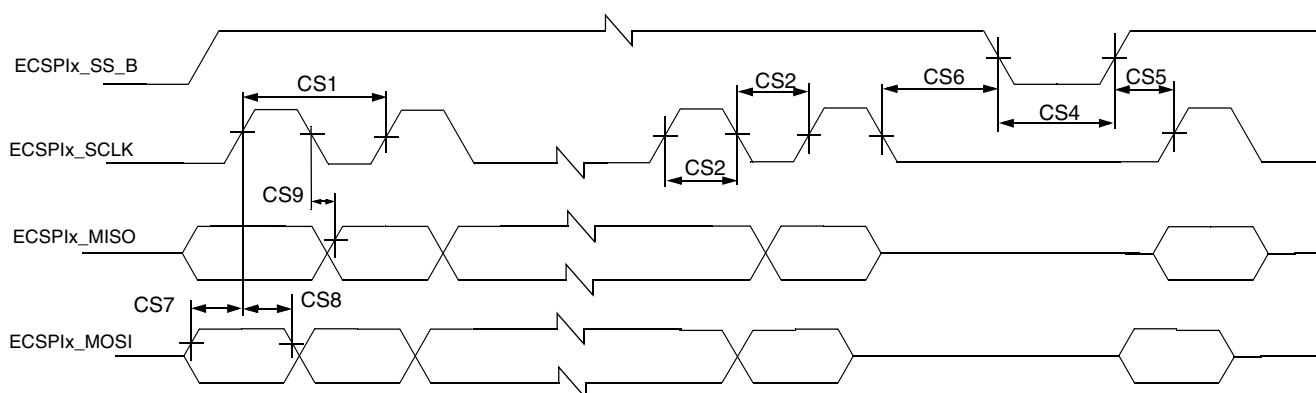 ECSPIx_SS_B
CS1
CS2
CS6
CS5
CS4
ECSPIx_SCLK
CS2
CS9
ECSPIx_MISO
CS7
CS8
ECSPIx_MOSI